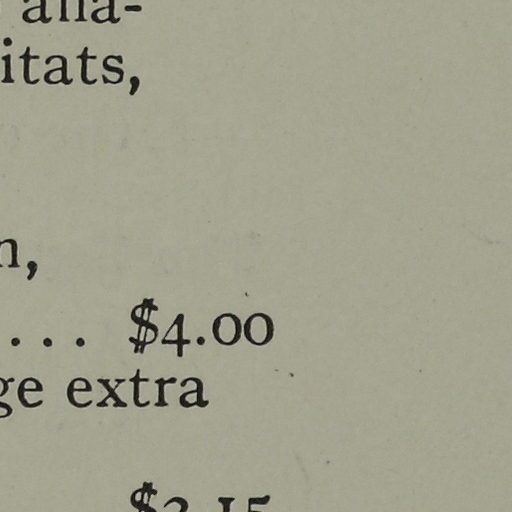 itats,
n,
. . . . $4.00
ge extra